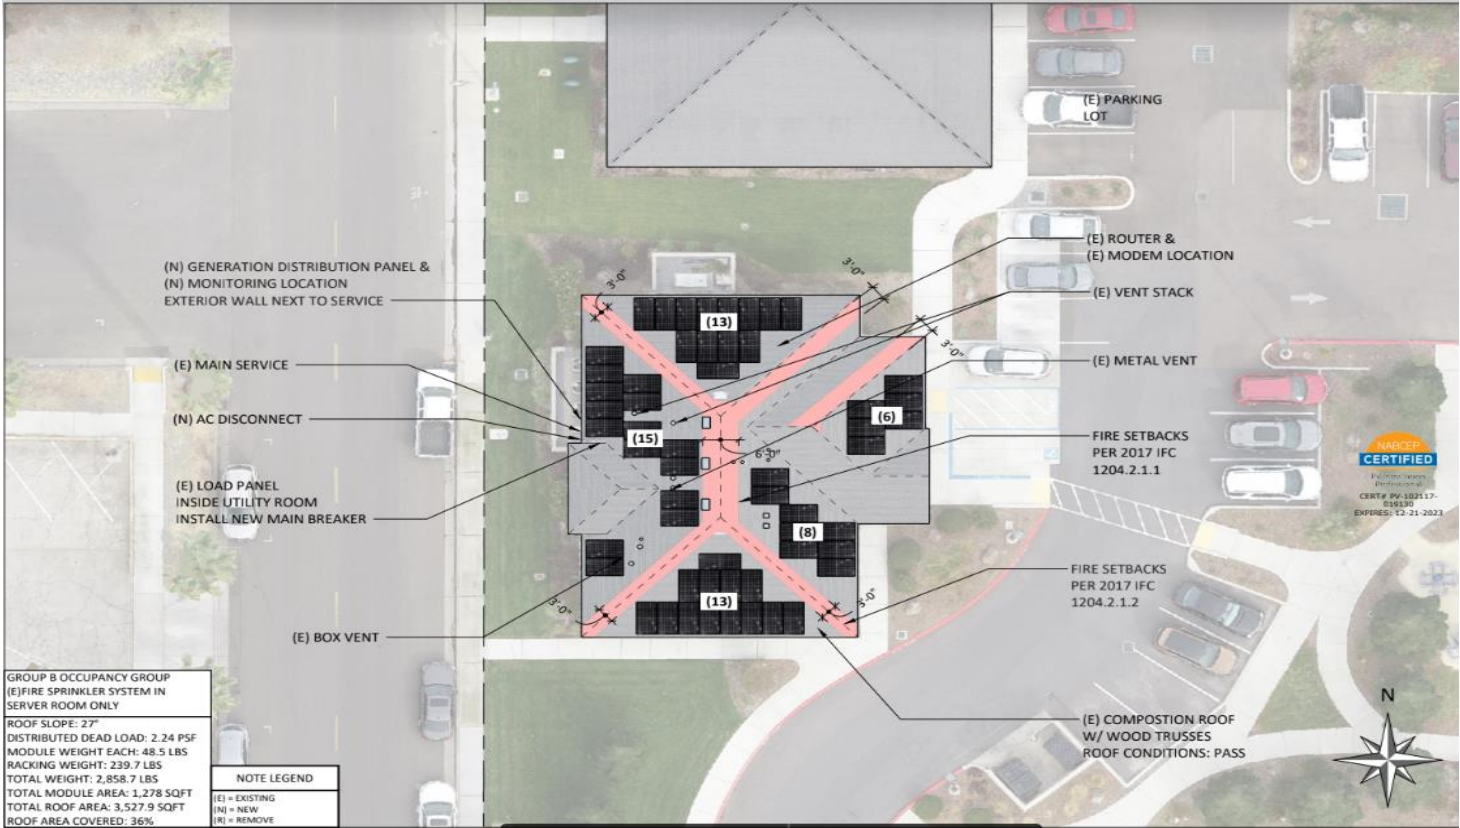 (E) PARKING
LOT
(N) GENERATION DISTRIBUTION PANEL &
(N) MONITORING LOCATION
EXTERIOR WALL NEXT TO SERVICE
(E) MAIN SERVICE
(N) AC DISCONNECT
(E) LOAD PANEL
INSIDE UTILITY ROOM
INSTALL NEW MAIN BREAKER
(E) BOX VENT
3'-0"
3'-0"
3'-0"
(13)
(15)
(6)
6'-0"
(8)
(13)
3'-0"
3'-0"
(E) ROUTER &
(E) MODEM LOCATION
(E) VENT STACK
(E) METAL VENT
FIRE SETBACKS
PER 2017 IFC
1204.2.1.1
FIRE SETBACKS
PER 2017 IFC
1204.2.1.2
(E) COMPOSTION ROOF
W/ WOOD TRUSSES
ROOF CONDITIONS: PASS
NABCEP
CERTIFIED
Professional
CERT# PV-102117-
019130
EXPIRES: 12-21-2023
N
GROUP B OCCUPANCY GROUP
(E)FIRE SPRINKLER SYSTEM IN
SERVER ROOM ONLY
ROOF SLOPE: 27°
DISTRIBUTED DEAD LOAD: 2.24 PSF
MODULE WEIGHT EACH: 48.5 LBS
RACKING WEIGHT: 239.7 LBS
TOTAL WEIGHT: 2,858.7 LBS
TOTAL MODULE AREA: 1,278 SQFT
TOTAL ROOF AREA: 3,527.9 SQFT
ROOF AREA COVERED: 36%
NOTE LEGEND
(E) = EXISTING
(N) = NEW
(R) = REMOVE